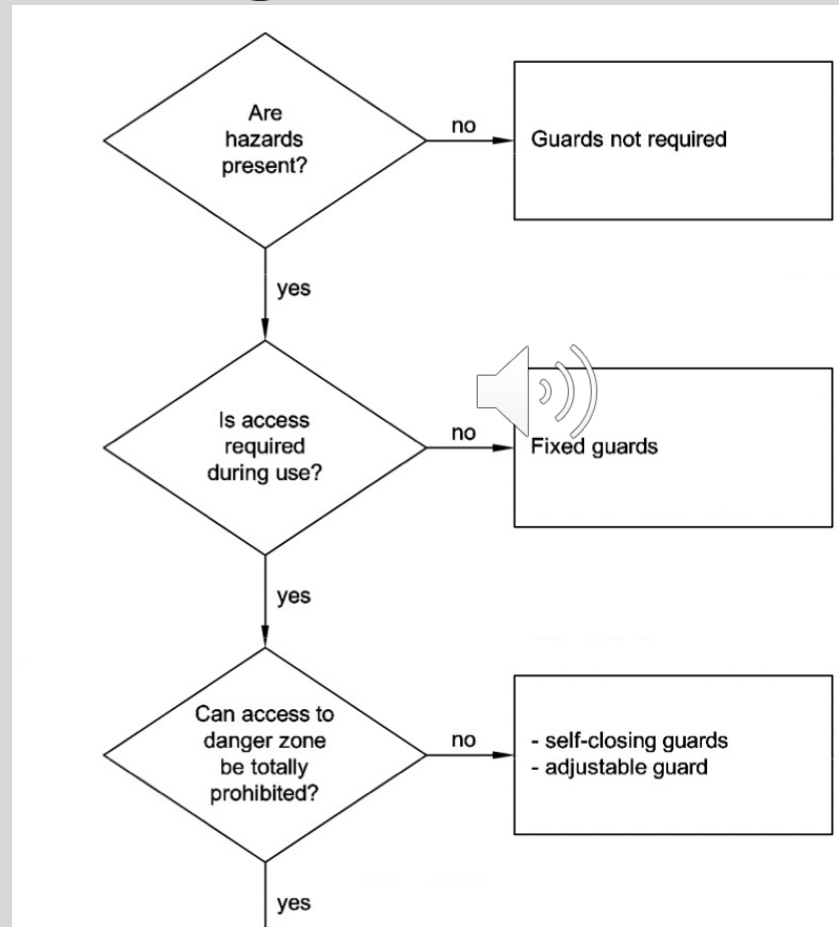 Are
hazards
present?
no
Guards not required
yes
Is access
required
during use?
no
Fixed guards
yes
Can access to
danger zone
be totally
prohibited?
no
- self-closing guards
- adjustable guard
yes